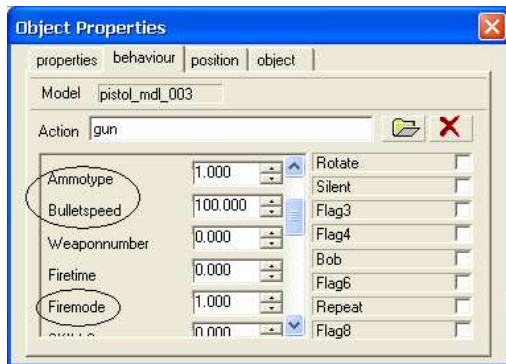 Object Properties
properties behaviour position object
Model pistol_mdl_003
Action gun
Ammotype 1.000
Bulletspeed 100.000
Weaponnumber 0.000
Firetime 0.000
Firemode 1.000
0.000
Rotate
Silent
Flag3
Flag4
Bob
Flag6
Repeat
Flag8